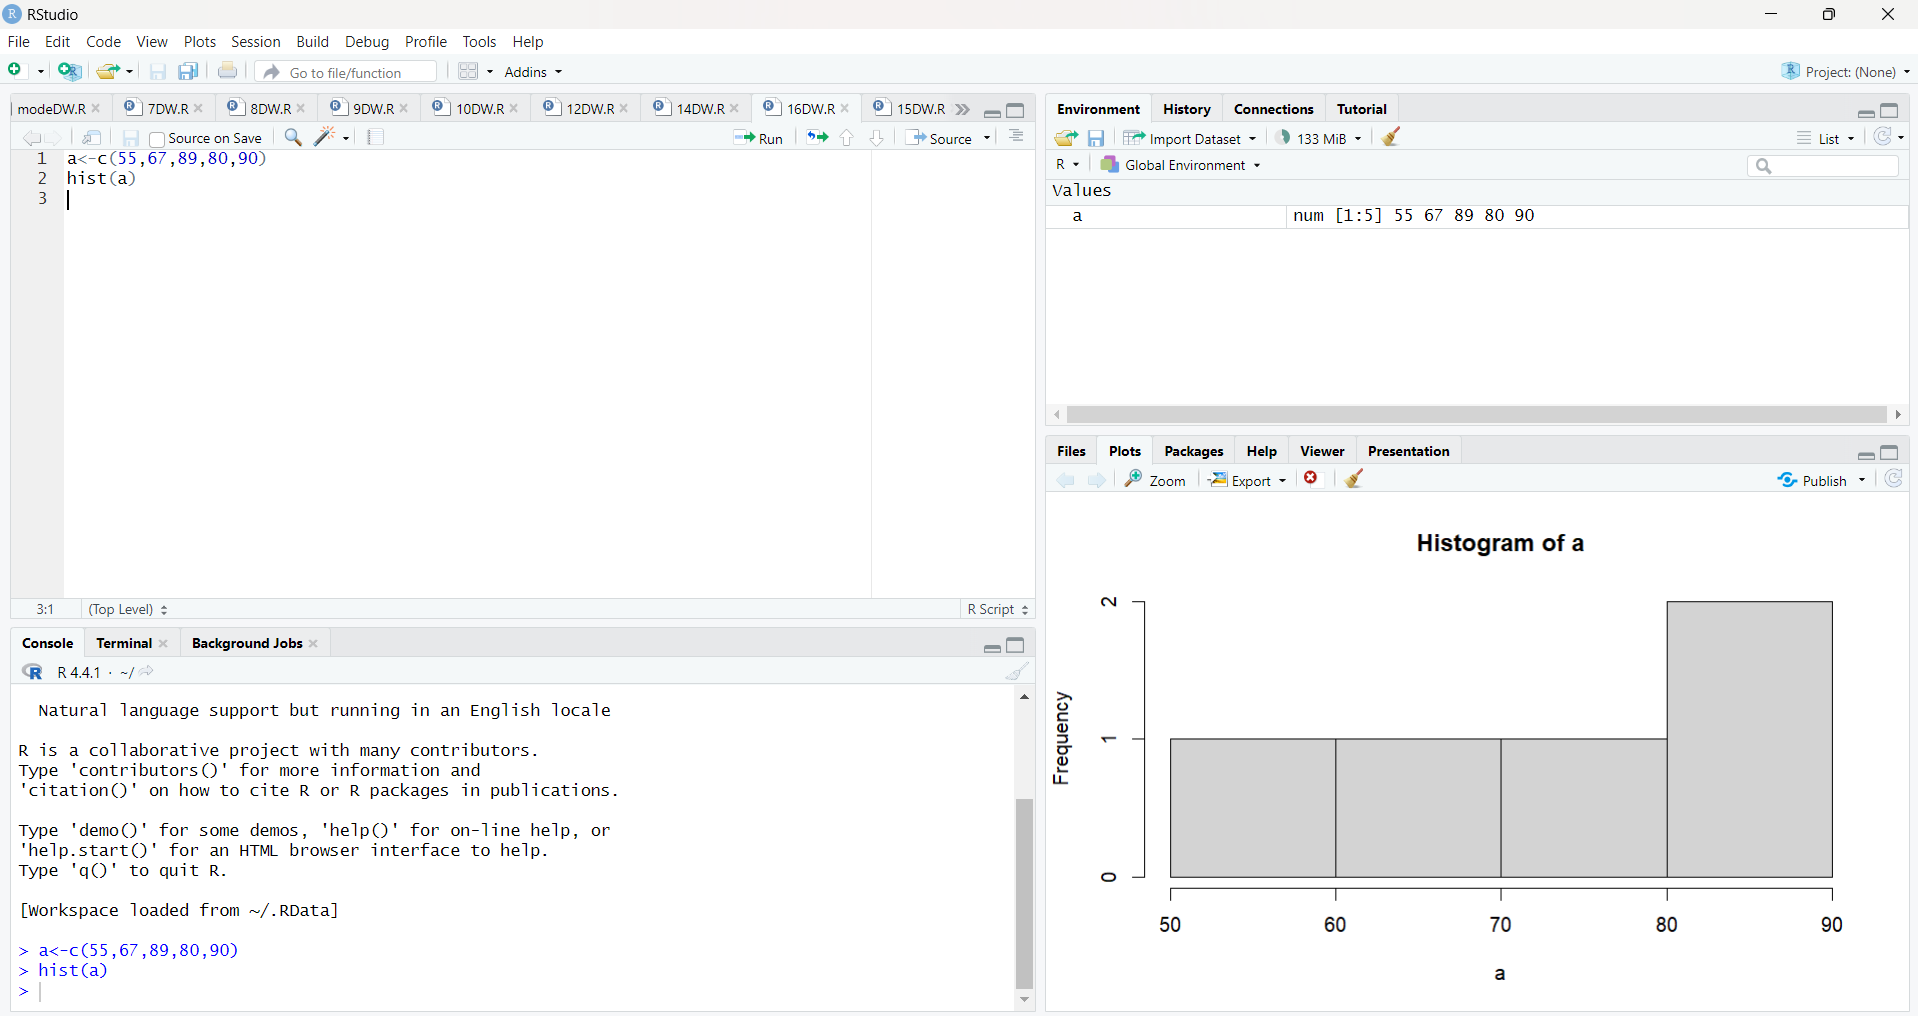 RStudio
File Edit Code View Plots Session Build Debug Profile Tools Help
Go to file/function Addins Project: (None)
modeDW.R 7DW.R 8DW.R 9DW.R 10DW.R 12DW.R 14DW.R 16DW.R 15DW.R
Source on Save Run Source
1 a<-c(55,67,89,80,90)
2 hist(a)
3
3:1 (Top Level) R Script
Console Terminal Background Jobs
R 4.4.1 · ~/
Natural language support but running in an English locale
R is a collaborative project with many contributors.
Type 'contributors()' for more information and
'citation()' on how to cite R or R packages in publications.
Type 'demo()' for some demos, 'help()' for on-line help, or
'help.start()' for an HTML browser interface to help.
Type 'q()' to quit R.
[Workspace loaded from ~/.RData]
> a<-c(55,67,89,80,90)
> hist(a)
>
Environment History Connections Tutorial
Import Dataset 133 MiB List
R Global Environment
Values
a num [1:5] 55 67 89 80 90
Files Plots Packages Help Viewer Presentation
Zoom Export Publish
Histogram of a
Frequency
2
1
0
50 60 70 80 90
a